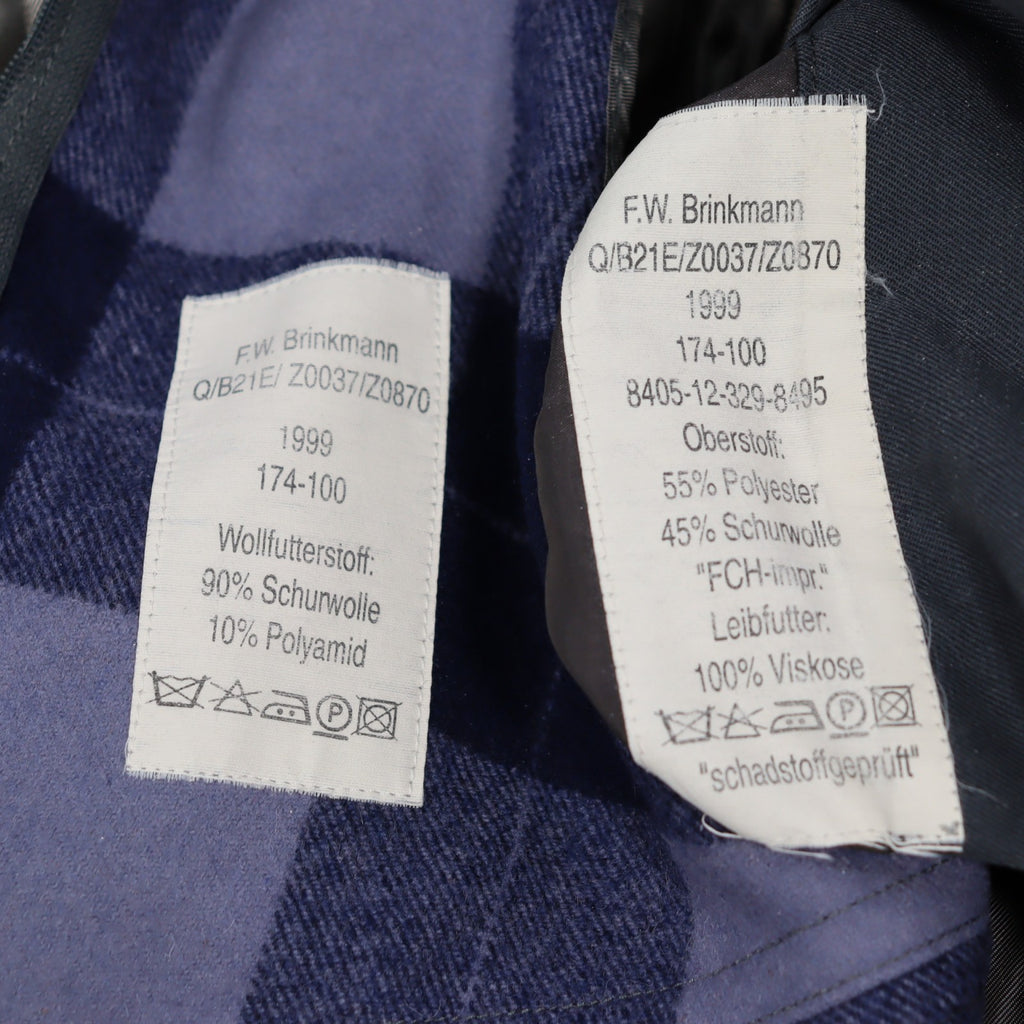 F.W. Brinkmann
Q/B21E/ Z0037/Z0870
1999
174-100
Wollfutterstoff:
90% Schurwolle
10% Polyamid
P
F.W. Brinkmann
Q/B21E/Z0037/Z0870
1999
174-100
8405-12-329-8495
Oberstoff:
55% Polyester
45% Schurwolle
"FCH-impr."
Leibfutter:
100% Viskose
P
"schadstoffgeprüft"